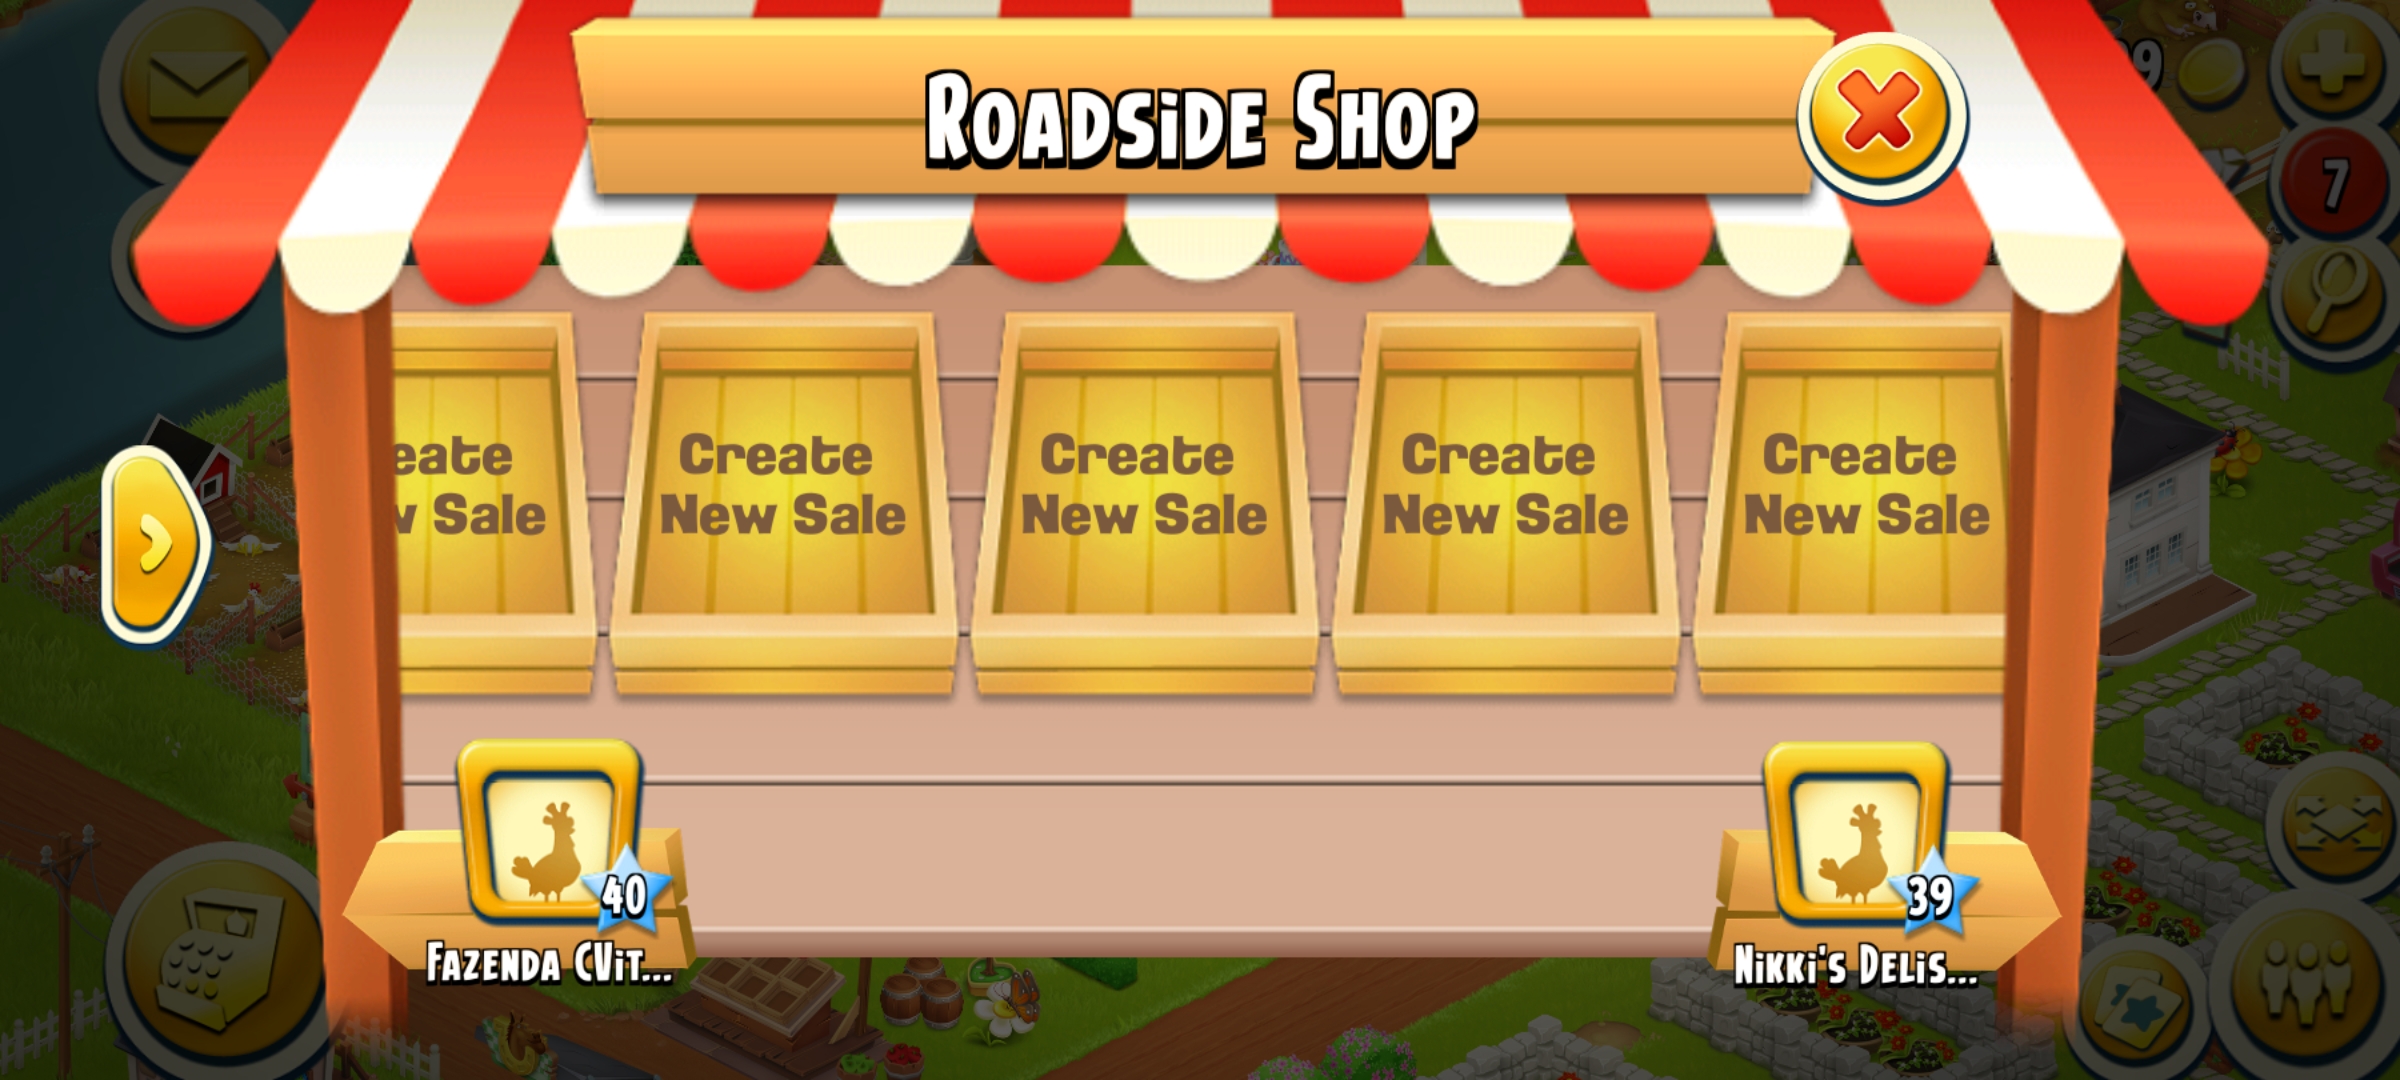 Roadside Shop
9
7
eate
Sale
Create
New Sale
Create
New Sale
Create
New Sale
Create
New Sale
40
Fazenda CVit...
39
Nikki's Delis...